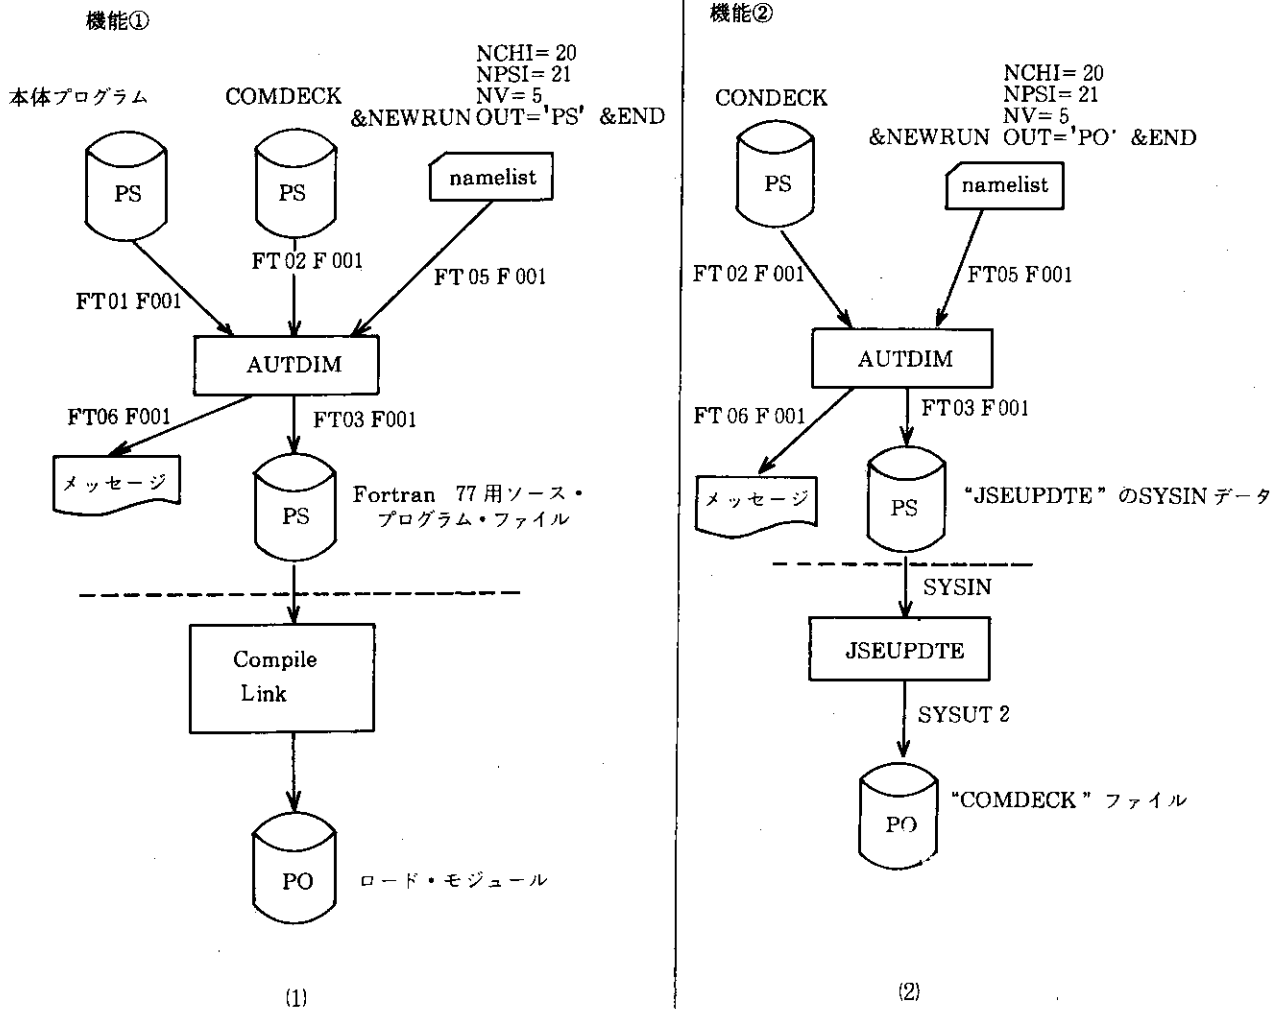 機能①
NCHI= 20
NPSI= 21
NV= 5
本体プログラム
COMDECK
&NEWRUN OUT='PS' &END
PS
PS
namelist
FT01 F001
FT 02 F 001
FT 05 F 001
AUTDIM
FT06 F001
FT03 F001
メッセージ
PS
Fortran 77 用ソース・
プログラム・ファイル
Compile
Link
PO
ロード・モジュール
(1)
機能②
NCHI= 20
NPSI= 21
NV= 5
CONDECK
&NEWRUN OUT='PO' &END
PS
namelist
FT 02 F 001
FT05 F001
AUTDIM
FT 06 F 001
FT03 F001
メッセージ
PS
“JSEUPDTE” のSYSIN データ
SYSIN
JSEUPDTE
SYSUT 2
PO
“COMDECK” ファイル
(2)